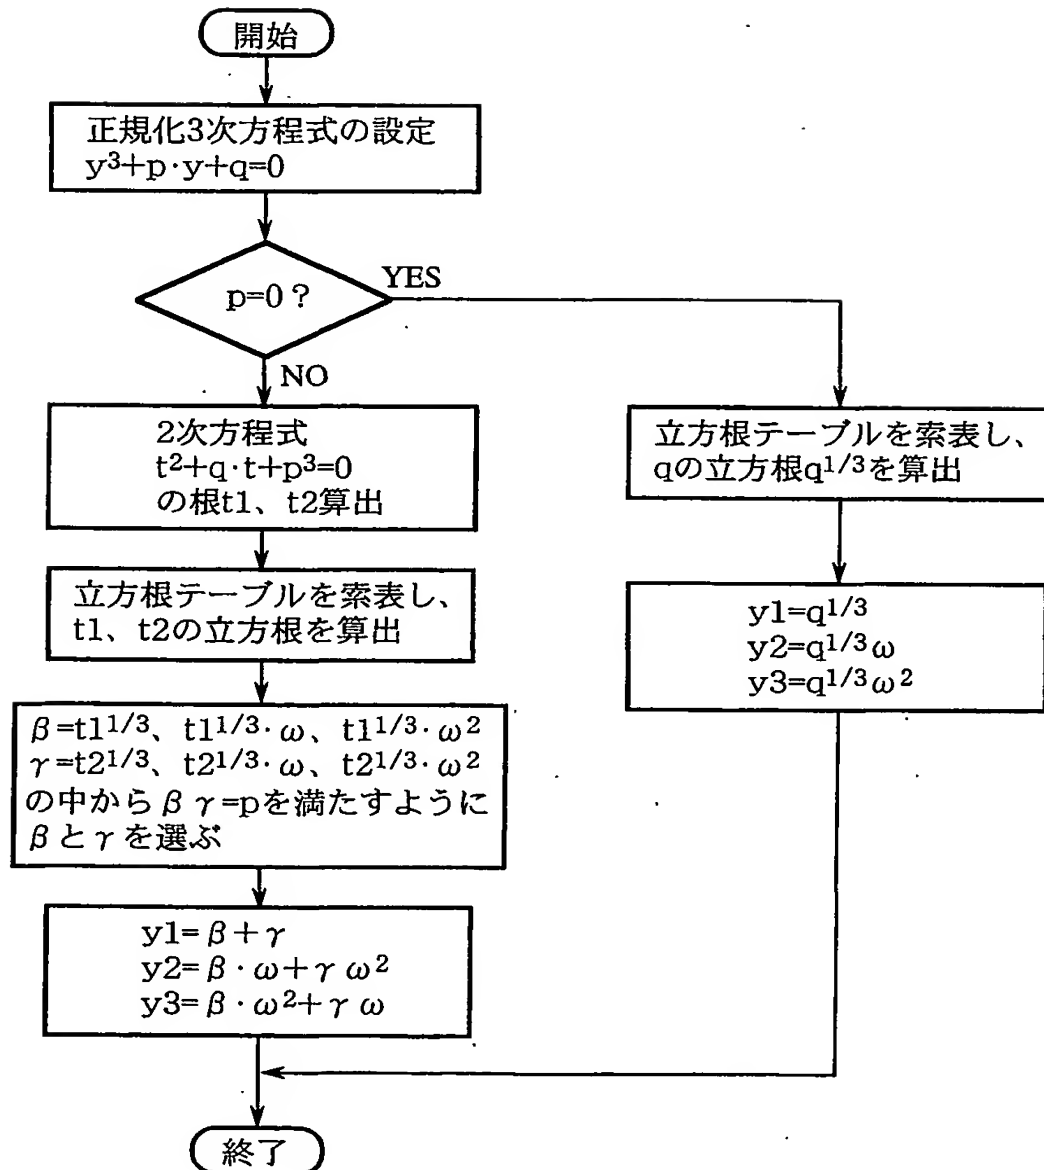 開始
正規化3次方程式の設定
y³+p·y+q=0
p=0？
YES
NO
2次方程式
t²+q·t+p³=0
の根t1、t2算出
立方根テーブルを索表し、
t1、t2の立方根を算出
β=t1^{1/3}、t1^{1/3}·ω、t1^{1/3}·ω²
γ=t2^{1/3}、t2^{1/3}·ω、t2^{1/3}·ω²
の中からβγ=pを満たすように
βとγを選ぶ
y1=β+γ
y2=β·ω+γω²
y3=β·ω²+γω
立方根テーブルを索表し、
qの立方根q^{1/3}を算出
y1=q^{1/3}
y2=q^{1/3}ω
y3=q^{1/3}ω²
終了